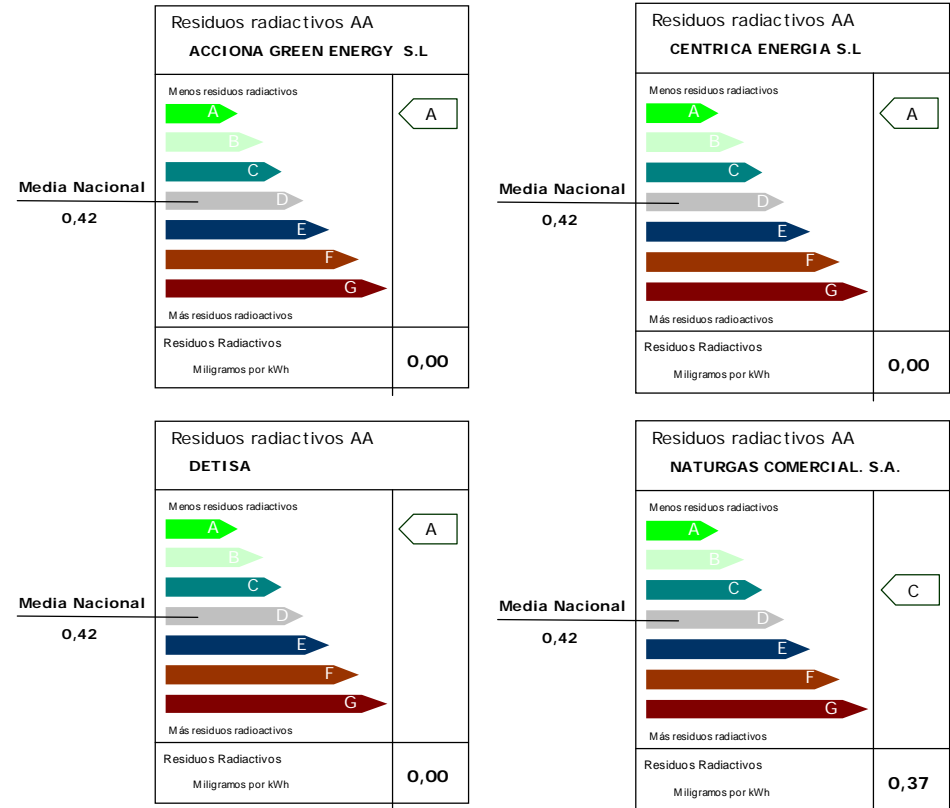 Residuos radiactivos AA
ACCIONA GREEN ENERGY S.L
Menos residuos radiactivos
A
A
B
C
Media Nacional
D
0,42
E
F
G
Más residuos radioactivos
Residuos Radiactivos
Miligramos por kWh
0,00
Residuos radiactivos AA
CENTRICA ENERGIA S.L
Menos residuos radiactivos
A
A
B
C
Media Nacional
D
0,42
E
F
G
Más residuos radioactivos
Residuos Radiactivos
Miligramos por kWh
0,00
Residuos radiactivos AA
DETISA
Menos residuos radiactivos
A
A
B
C
Media Nacional
D
0,42
E
F
G
Más residuos radioactivos
Residuos Radiactivos
Miligramos por kWh
0,00
Residuos radiactivos AA
NATURGAS COMERCIAL. S.A.
Menos residuos radiactivos
A
B
C
C
Media Nacional
D
0,42
E
F
G
Más residuos radiactivos
Residuos Radiactivos
Miligramos por kWh
0,37